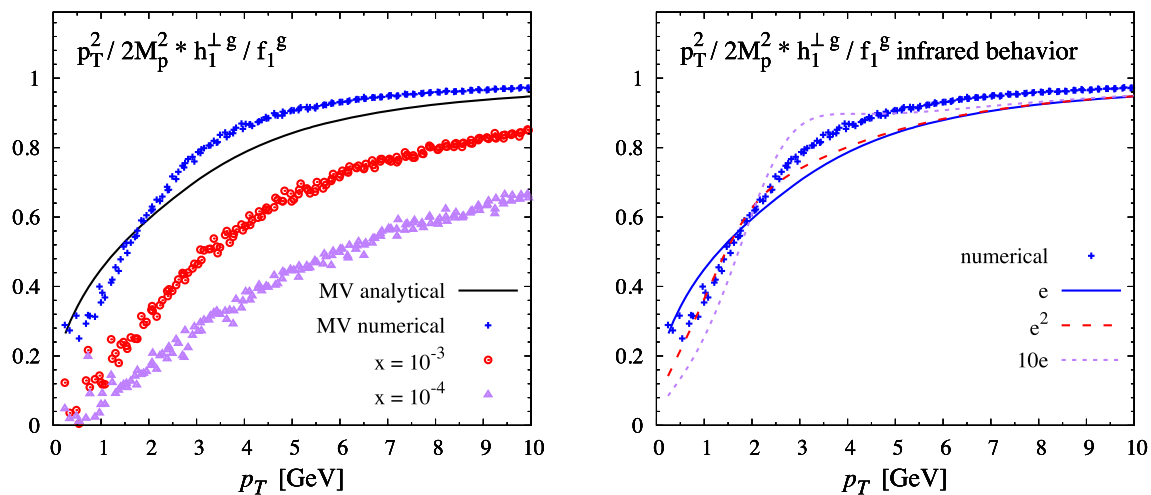 p_T^2 / 2M_p^2 * h_1^{⊥ g} / f_1^g
1
0.8
0.6
0.4
0.2
0
MV analytical
MV numerical
x = 10^{-3}
x = 10^{-4}
0 1 2 3 4 5 6 7 8 9 10
p_T [GeV]
p_T^2 / 2M_p^2 * h_1^{⊥ g} / f_1^g infrared behavior
1
0.8
0.6
0.4
0.2
0
numerical
e
e^2
10e
0 1 2 3 4 5 6 7 8 9 10
p_T [GeV]